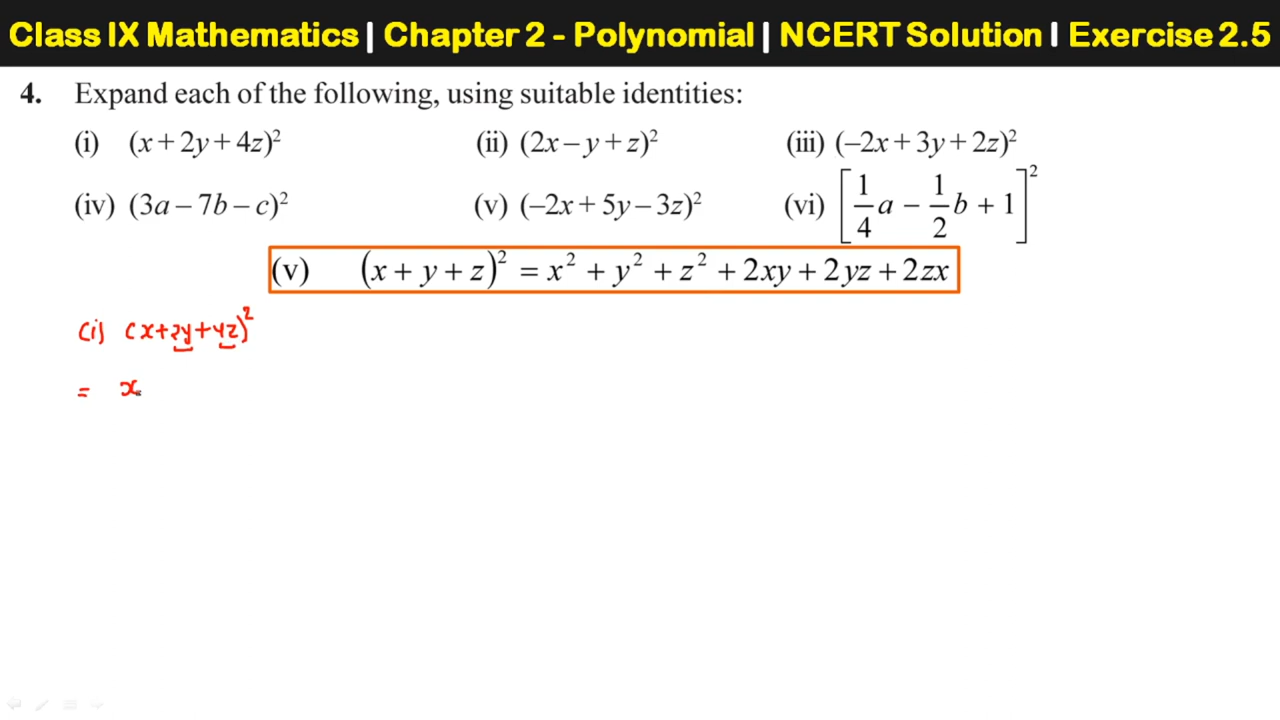 Class IX Mathematics | Chapter 2 - Polynomial | NCERT Solution | Exercise 2.5
4. Expand each of the following, using suitable identities:
(i) (x + 2y + 4z)² (ii) (2x – y + z)² (iii) (–2x + 3y + 2z)²
(iv) (3a – 7b – c)² (v) (–2x + 5y – 3z)² (vi) [1/4 a – 1/2 b + 1]²
(v) (x + y + z)² = x² + y² + z² + 2xy + 2yz + 2zx
(i) (x+2y+4z)²
= x